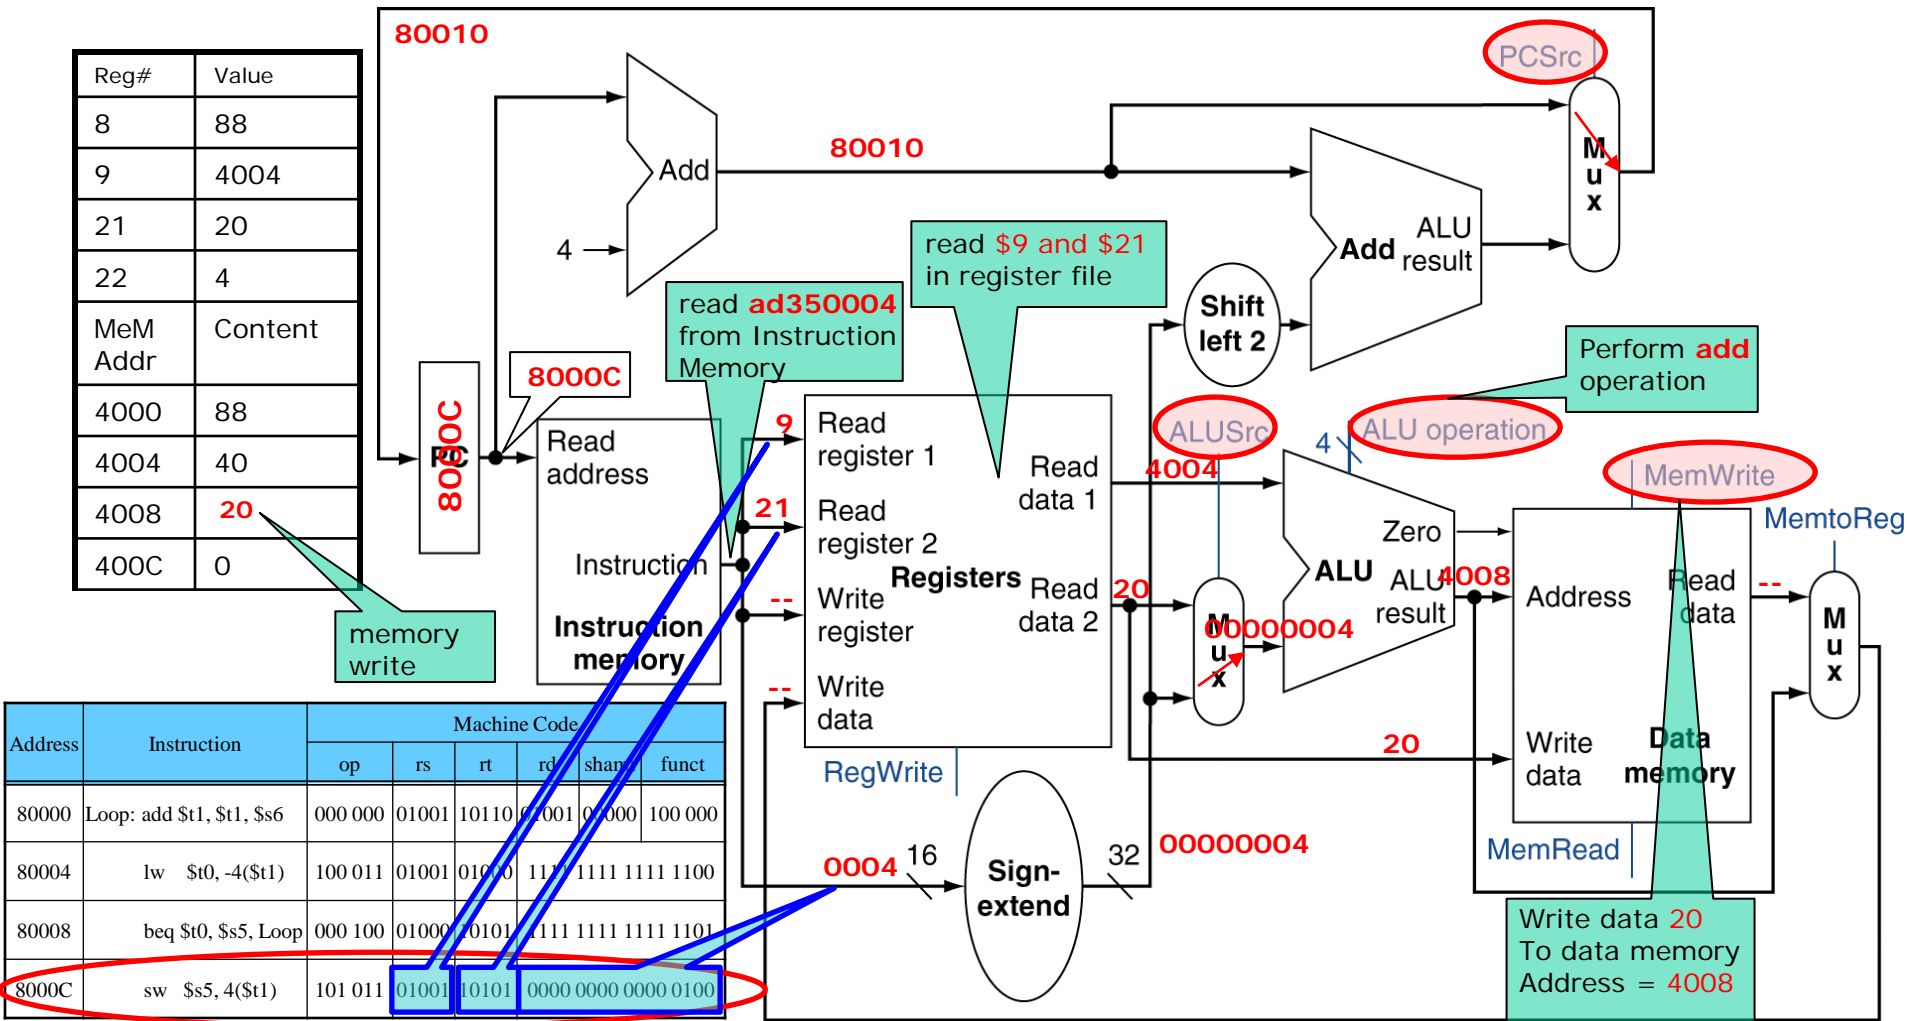 80010
PCSrc
Reg# Value
8 88
9 4004
21 20
22 4
MeM Addr Content
4000 88
4004 40
4008 20
400C 0
memory
write
Add
4
80010
M
u
x
Add
ALU
result
Shift
left 2
read $9 and $21
in register file
read ad350004
from Instruction
Memory
8000C
PC
8000C
Read
address
Instruction
Instruction
memory
9
21
--
--
Read
register 1
Read
register 2
Write
register
Write
data
Registers
Read
data 1
Read
data 2
RegWrite
4004
20
ALUSrc
M
u
x
00000004
4
ALU operation
Perform add
operation
Zero
ALU
ALU
result
4008
MemWrite
MemtoReg
Address
Read
data
--
Write
data
Data
memory
20
MemRead
M
u
x
0004
16
Sign-
extend
32
00000004
Write data 20
To data memory
Address = 4008
Address Instruction Machine Code
op rs rt rd sham funct
80000 Loop: add $t1, $t1, $s6 000 000 01001 10110 01001 00000 100 000
80004 lw $t0, -4($t1) 100 011 01001 01000 1111 1111 1111 1100
80008 beq $t0, $s5, Loop 000 100 01000 10101 1111 1111 1111 1101
8000C sw $s5, 4($t1) 101 011 01001 10101 0000 0000 0000 0100